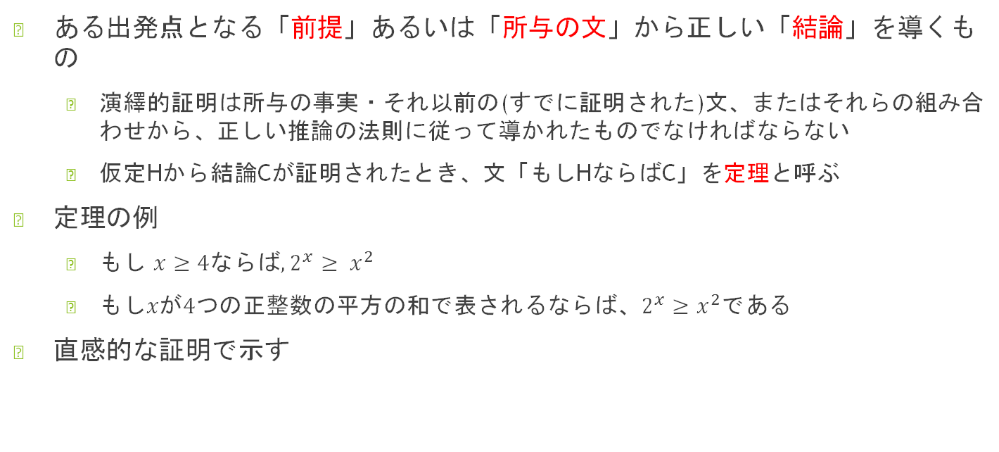 ある出発点となる「前提」あるいは「所与の文」から正しい「結論」を導くも
の
演繹的証明は所与の事実・それ以前の(すでに証明された)文、またはそれらの組み合
わせから、正しい推論の法則に従って導かれたものでなければならない
仮定Hから結論Cが証明されたとき、文「もしHならばC」を定理と呼ぶ
定理の例
もし x ≥ 4ならば, 2^x ≥ x^2
もしxが4つの正整数の平方の和で表されるならば、2^x ≥ x^2である
直感的な証明で示す